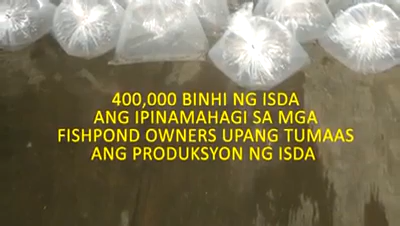 400,000 BINHI NG ISDA
ANG IPINAMAHAGI SA MGA
FISHPOND OWNERS UPANG TUMAAS
ANG PRODUKSYON NG ISDA